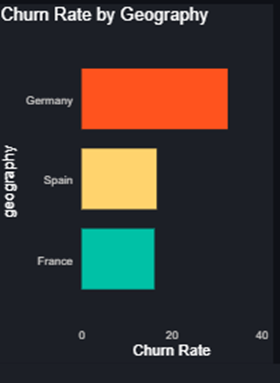 Churn Rate by Geography
geography
Germany
Spain
France
0 20 40
Churn Rate